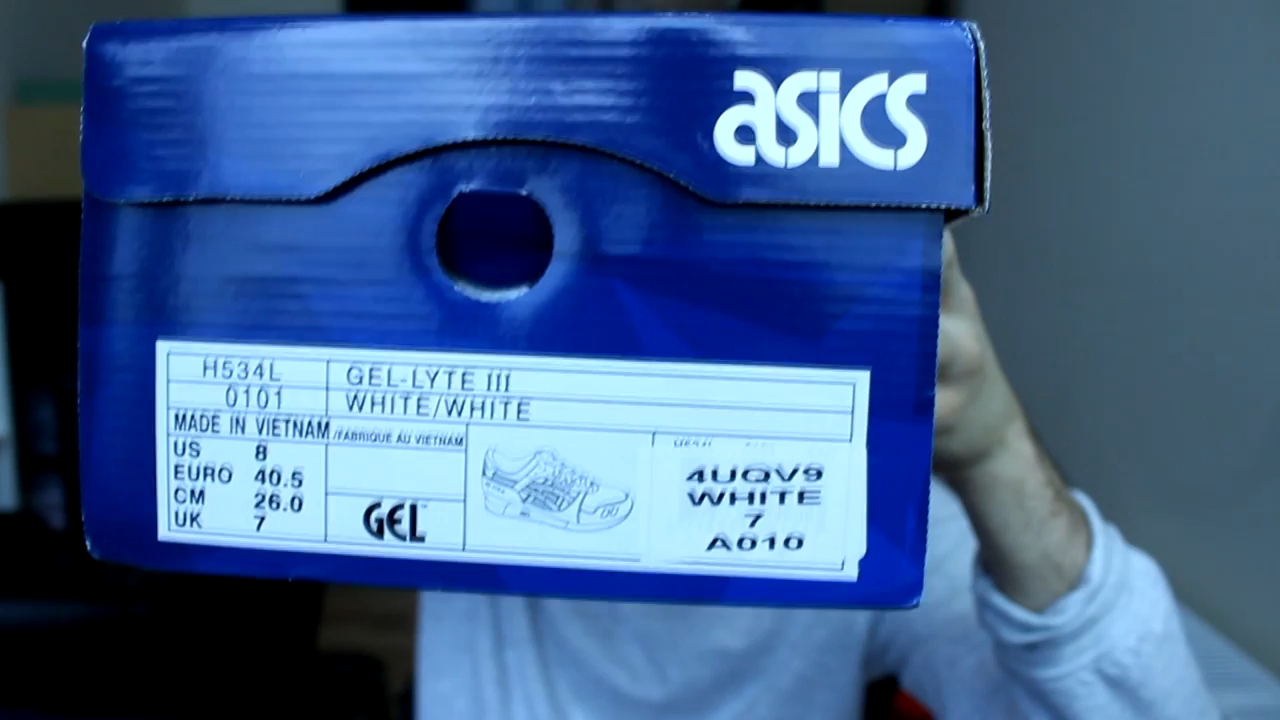 asics
H534L GEL-LYTE III
0101 WHITE/WHITE
MADE IN VIETNAM /FABRIQUE AU VIETNAM
US 8
EURO 40.5
CM 26.0
UK 7
GEL
4UQV9
WHITE
7
A010